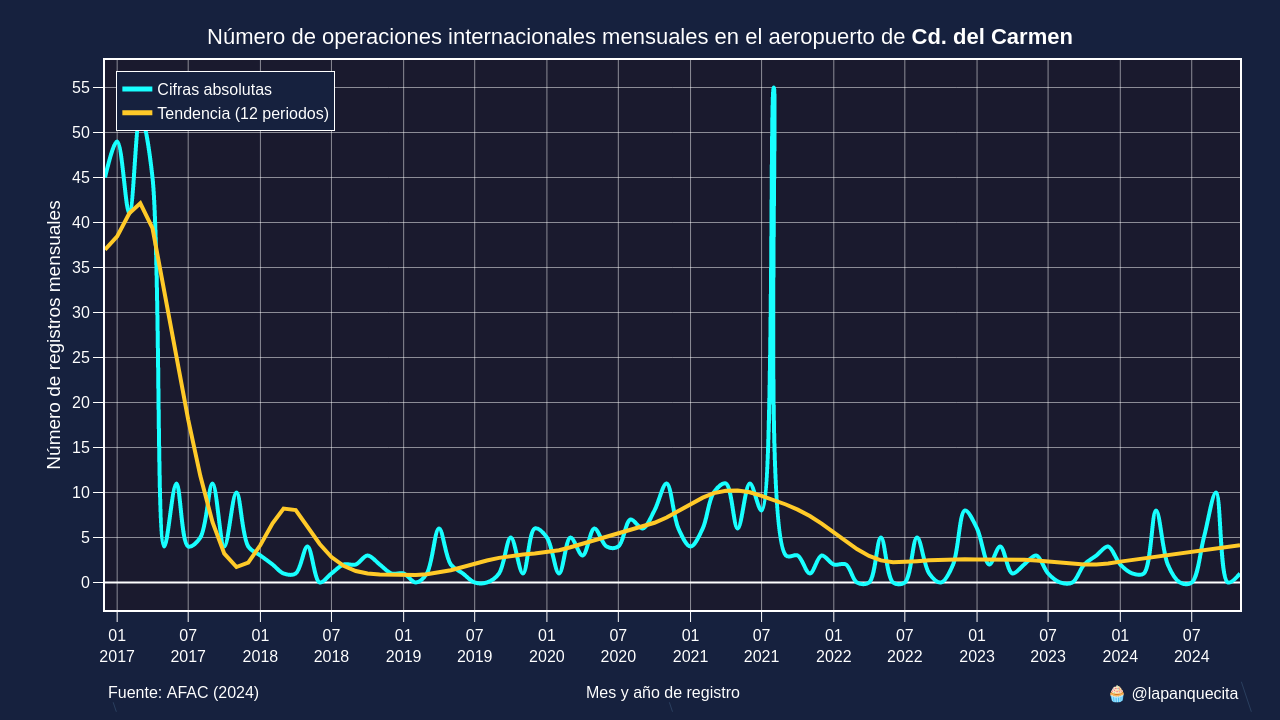 Número de operaciones internacionales mensuales en el aeropuerto de Cd. del Carmen
Cifras absolutas
Tendencia (12 periodos)
Número de registros mensuales
55
50
45
40
35
30
25
20
15
10
5
0
01 07 01 07 01 07 01 07 01 07 01 07 01 07 01 07
2017 2017 2018 2018 2019 2019 2020 2020 2021 2021 2022 2022 2023 2023 2024 2024
Fuente: AFAC (2024) Mes y año de registro 🧁 @lapanquecita